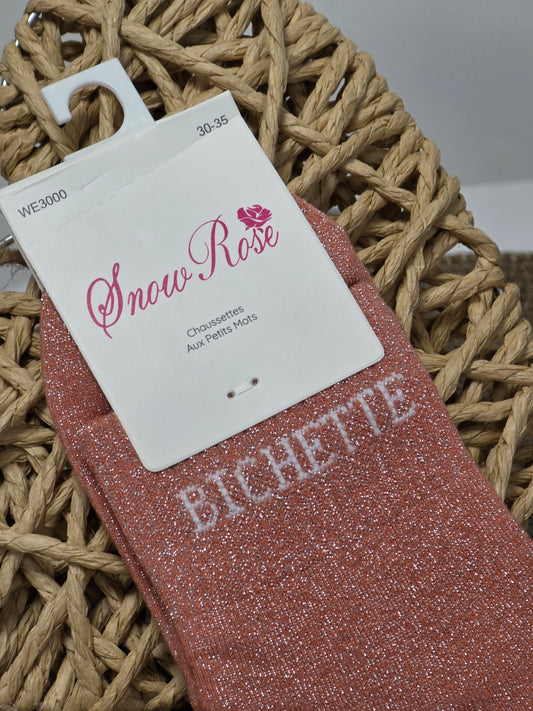 WE3000
30-35
Snow Rose
Chaussettes
Aux Petits Mots
BICHETTE